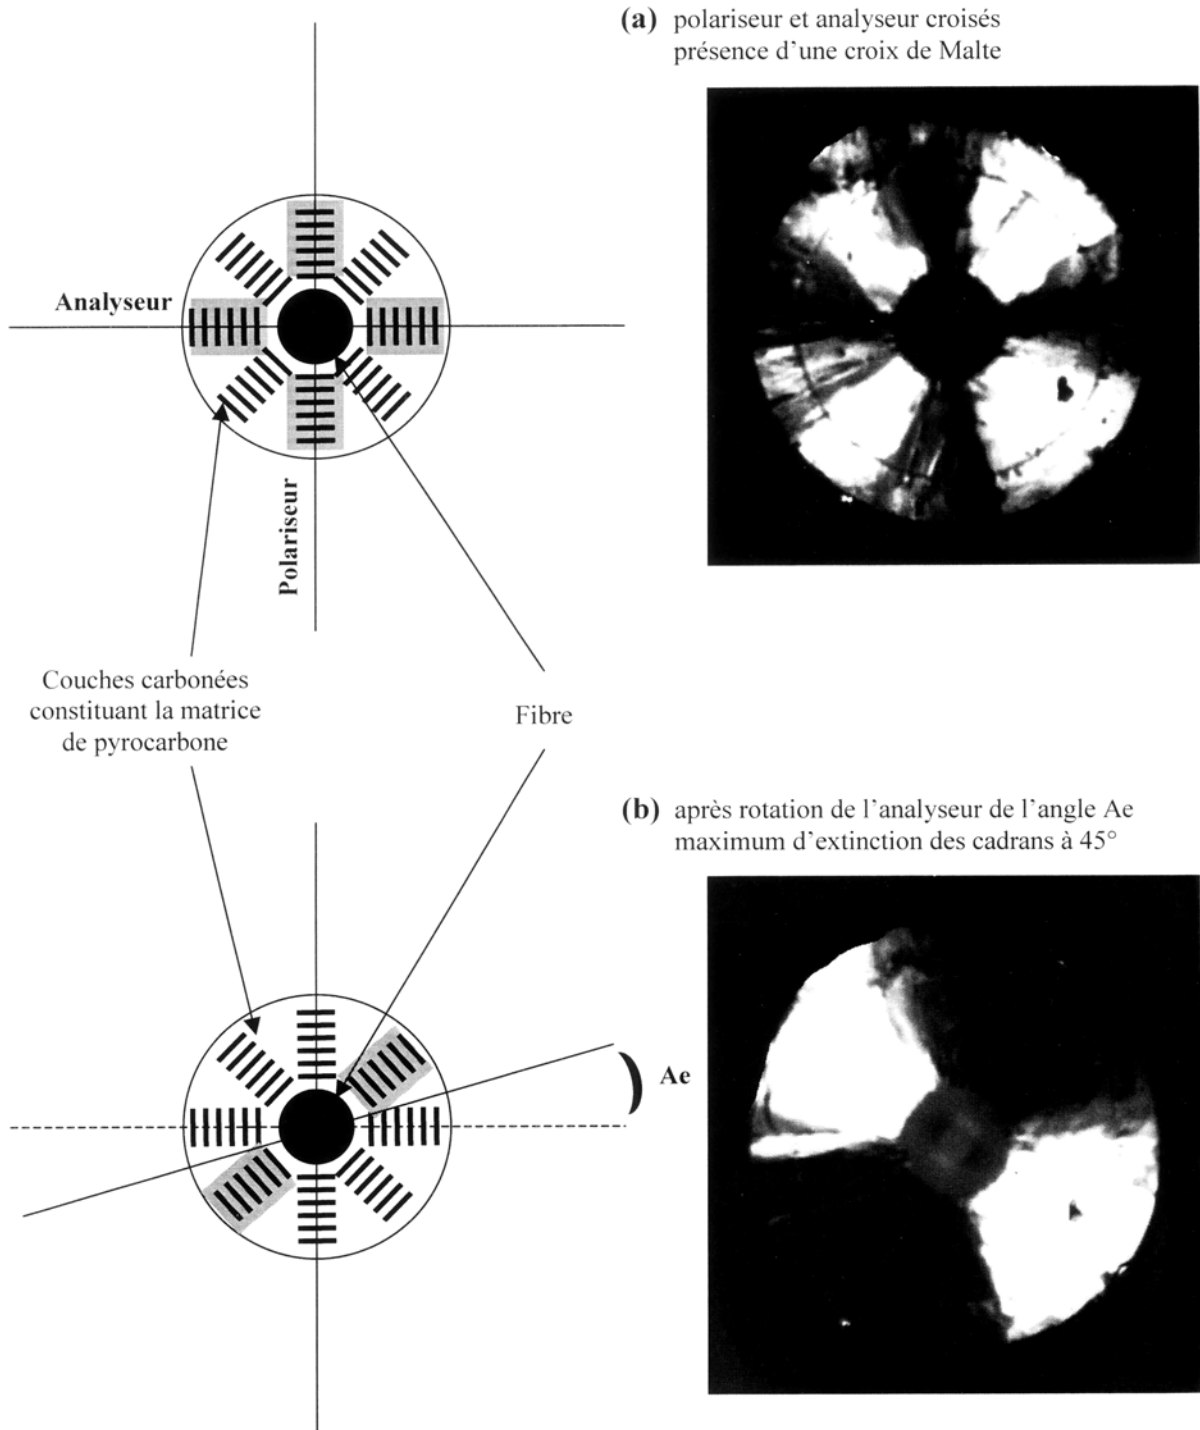 (a) polariseur et analyseur croisés
présence d'une croix de Malte
Analyseur
Polariseur
Couches carbonées
constituant la matrice
de pyrocarbone
Fibre
(b) après rotation de l'analyseur de l'angle Ae
maximum d'extinction des cadrans à 45°
Ae